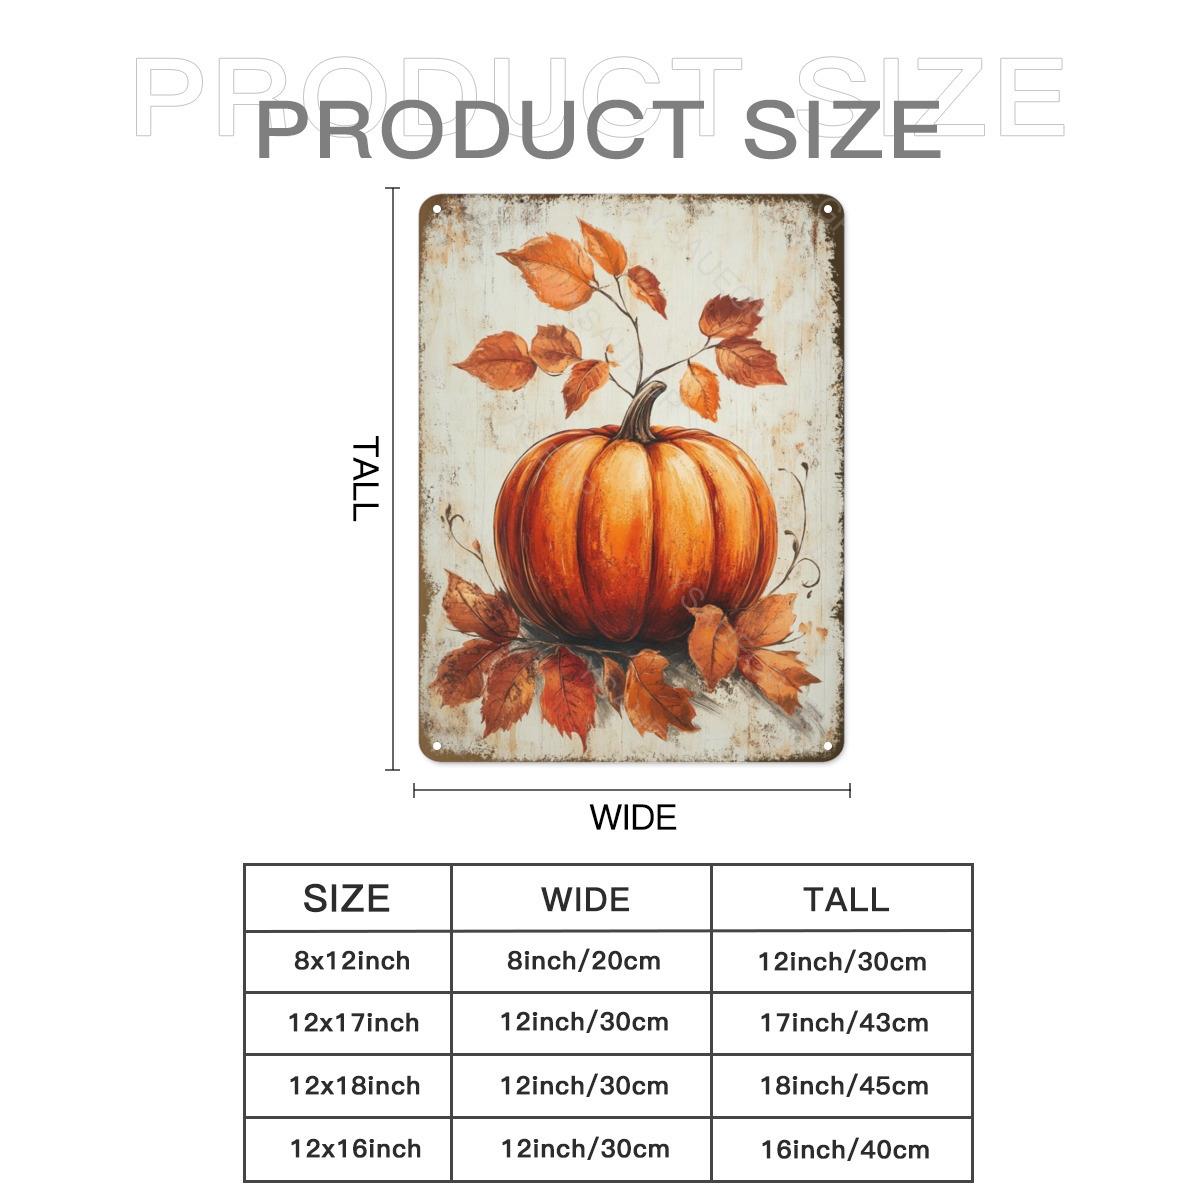 PRODUCT SIZE
PRODUCT SIZE
TALL
WIDE
SIZE WIDE TALL
8x12inch 8inch/20cm 12inch/30cm
12x17inch 12inch/30cm 17inch/43cm
12x18inch 12inch/30cm 18inch/45cm
12x16inch 12inch/30cm 16inch/40cm